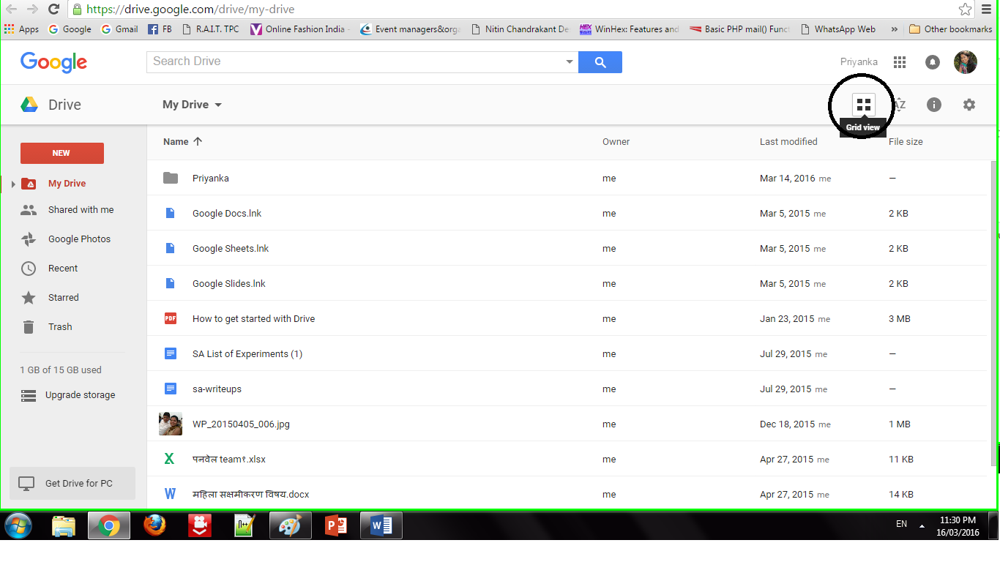 https://drive.google.com/drive/my-drive
Apps Google Gmail FB R.A.I.T. TPC Online Fashion India - Event managers&orga Nitin Chandrakant De WinHex: Features and Basic PHP mail() Funct WhatsApp Web » Other bookmarks
Google Search Drive Priyanka
Drive My Drive AZ
Grid view
Name Owner Last modified File size
NEW
My Drive
Shared with me
Google Photos
Recent
Starred
Trash
1 GB of 15 GB used
Upgrade storage
Get Drive for PC
Priyanka me Mar 14, 2016 me —
Google Docs.lnk me Mar 5, 2015 me 2 KB
Google Sheets.lnk me Mar 5, 2015 me 2 KB
Google Slides.lnk me Mar 5, 2015 me 2 KB
PDF How to get started with Drive me Jan 23, 2015 me 3 MB
SA List of Experiments (1) me Jul 29, 2015 me —
sa-writeups me Jul 29, 2015 me —
WP_20150405_006.jpg me Dec 18, 2015 me 1 MB
X पनवेल team१.xlsx me Apr 27, 2015 me 11 KB
W महिला सक्षमीकरण विषय.docx me Apr 27, 2015 me 14 KB
EN 11:30 PM
16/03/2016